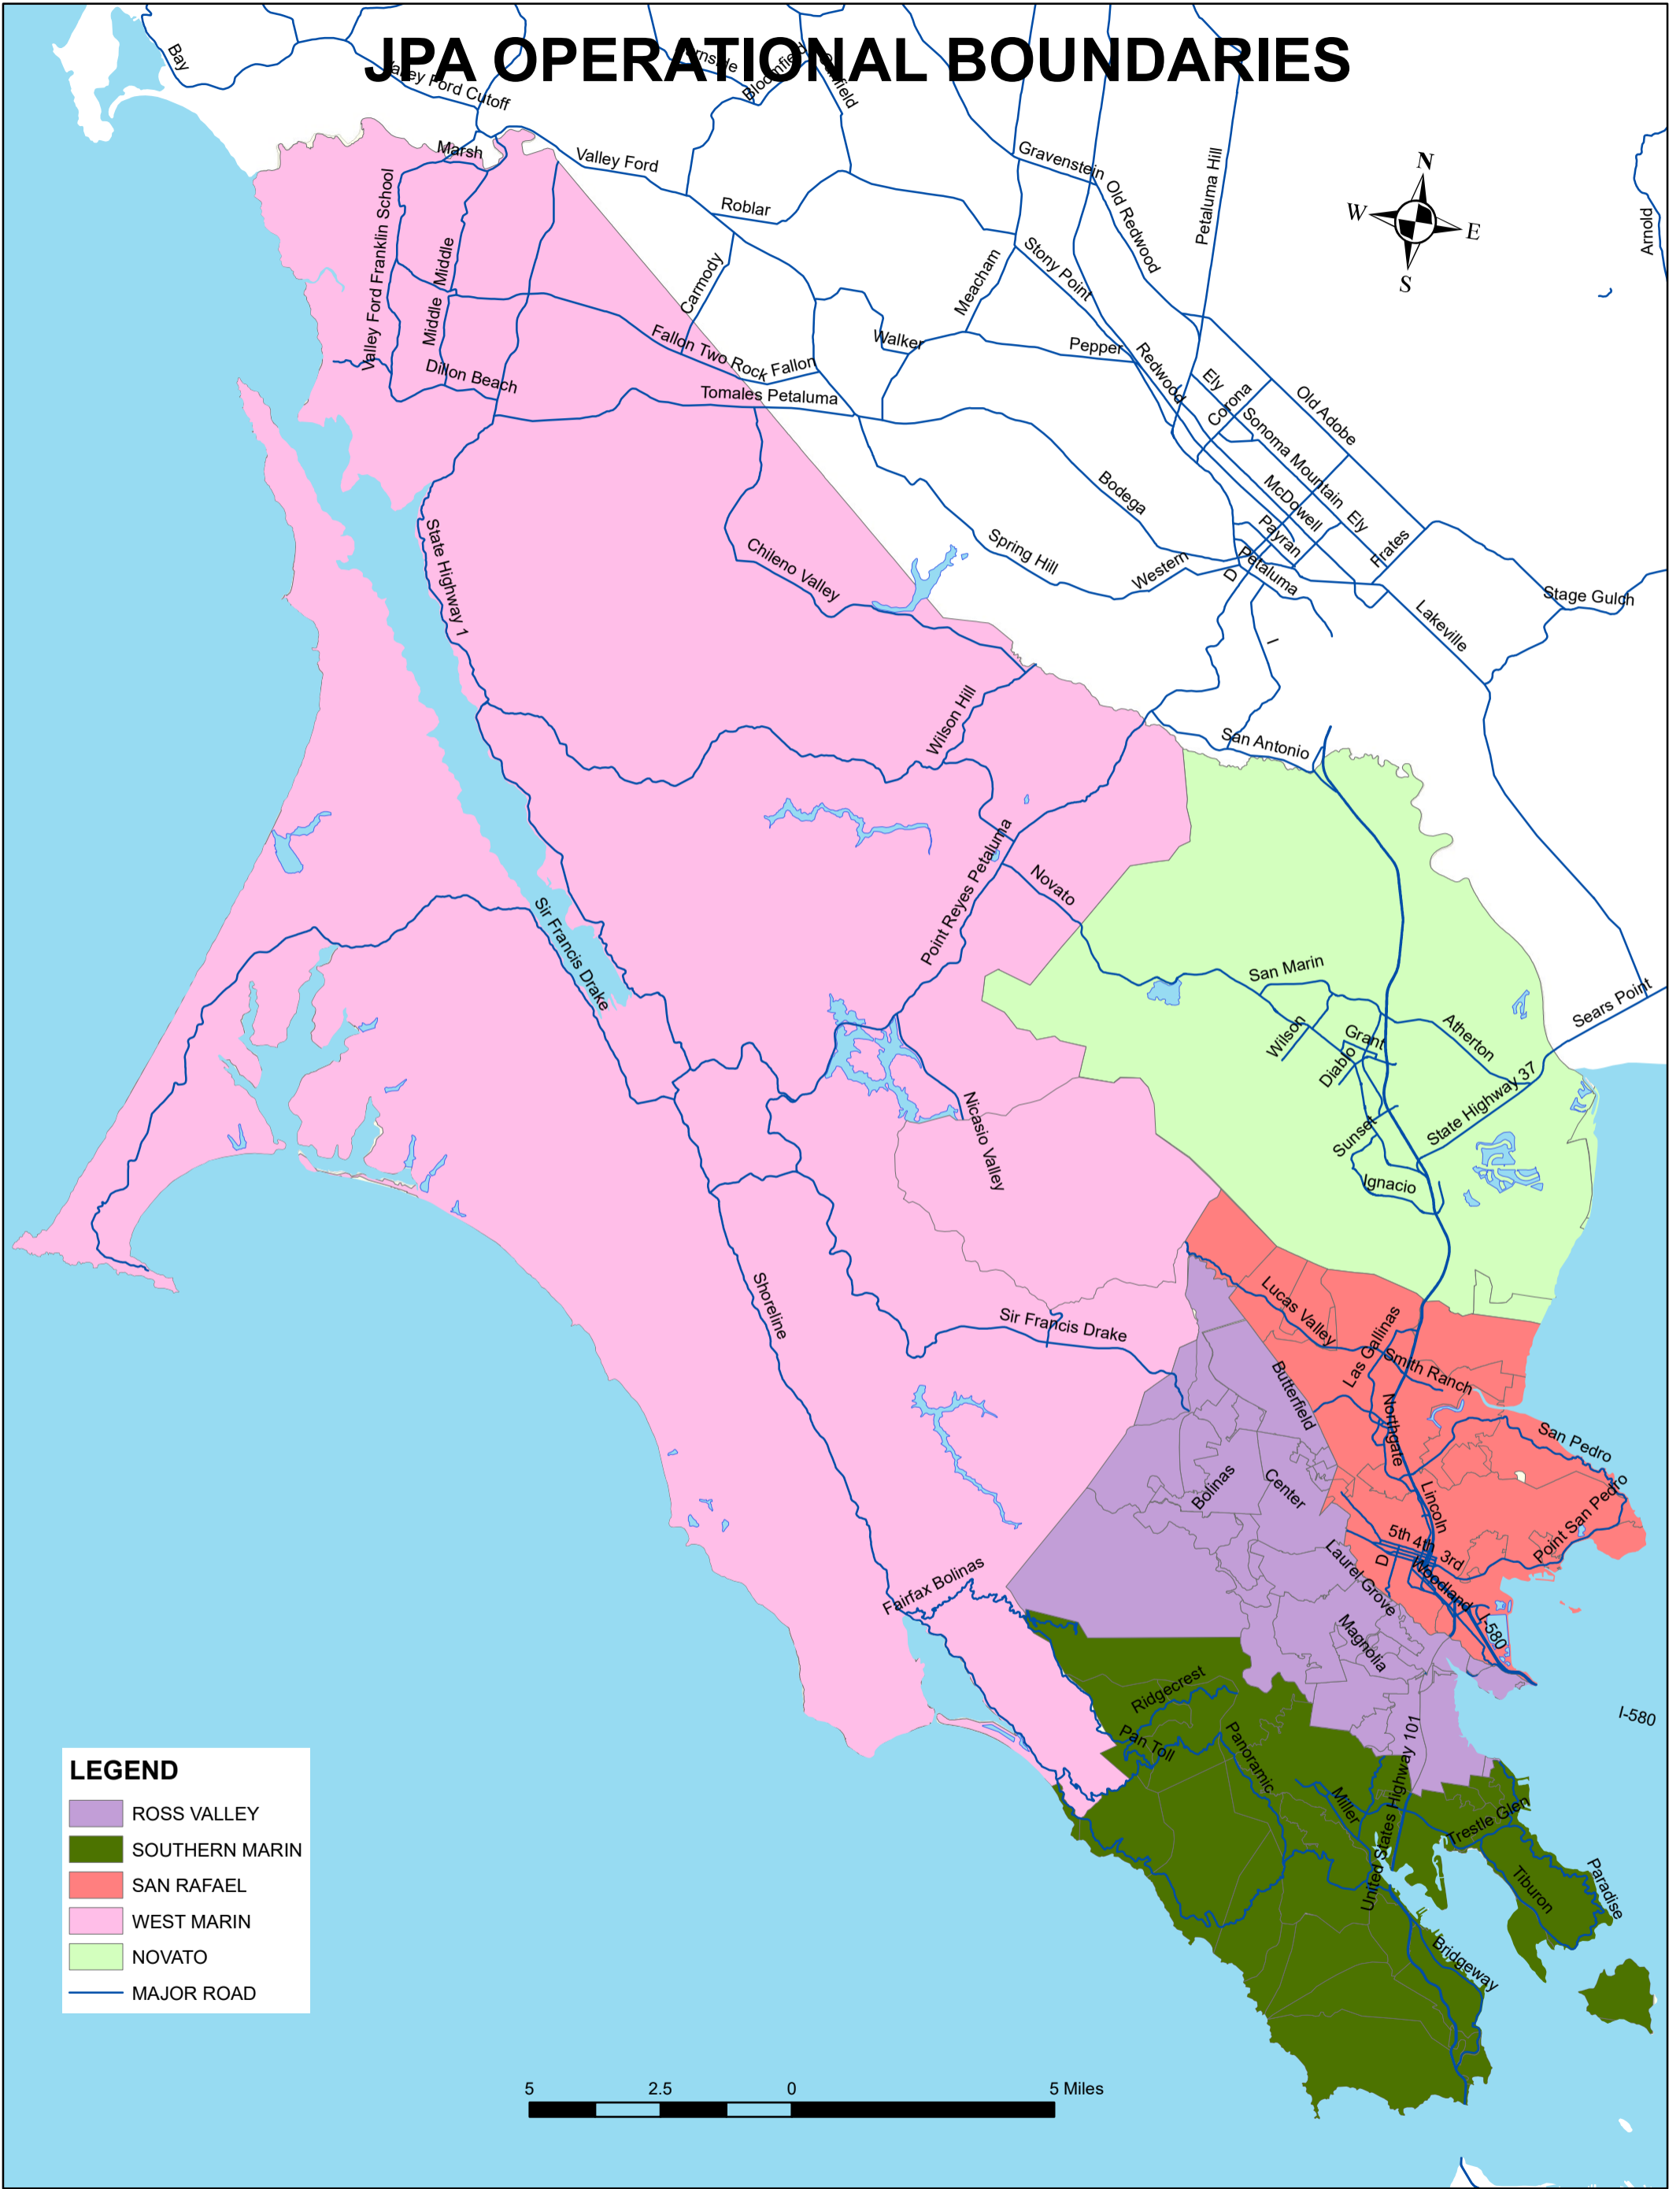 JPA OPERATIONAL BOUNDARIES
Bay
Valley Ford Cutoff
Bloomfield
Marsh
Valley Ford
Gravenstein
Old Redwood
Petaluma Hill
N
W
E
S
Arnold
Roblar
Valley Ford Franklin School
Middle
Middle
Carmody
Meacham
Stony Point
Fallon Two Rock
Fallon
Walker
Pepper
Redwood
Dillon Beach
Tomales Petaluma
Ely
Corona
Old Adobe
Sonoma Mountain
Bodega
McDowell
Ely
Payran
Frates
State Highway 1
Chileno Valley
Spring Hill
Western
Petaluma
D
Stage Gulch
Lakeville
I
Wilson Hill
San Antonio
Point Reyes Petaluma
Novato
Sir Francis Drake
San Marin
Sears Point
Wilson
Grant
Diablo
Atherton
State Highway 37
Sunset
Ignacio
Nicasio Valley
Shoreline
Sir Francis Drake
Lucas Valley
Las Gallinas
Smith Ranch
Butterfield
Northgate
San Pedro
Bolinas
Center
Lincoln
Point San Pedro
5th
4th
3rd
D
Woodland
Laurel Grove
Fairfax Bolinas
Magnolia
I-580
I-580
Ridgecrest
Pan Toll
Panoramic
United States Highway 101
Miller
Trestle Glen
Tiburon
Paradise
Bridgeway
LEGEND
ROSS VALLEY
SOUTHERN MARIN
SAN RAFAEL
WEST MARIN
NOVATO
MAJOR ROAD
5 2.5 0 5 Miles